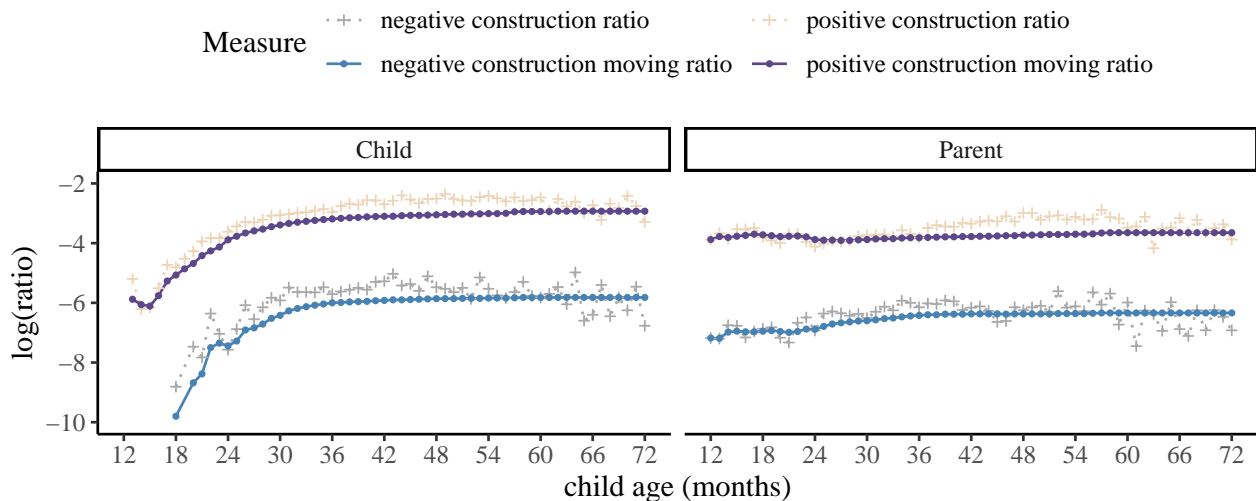 Measure
negative construction ratio
positive construction ratio
negative construction moving ratio
positive construction moving ratio
Child
Parent
log(ratio)
−2
−4
−6
−8
−10
12 18 24 30 36 42 48 54 60 66 72
12 18 24 30 36 42 48 54 60 66 72
child age (months)